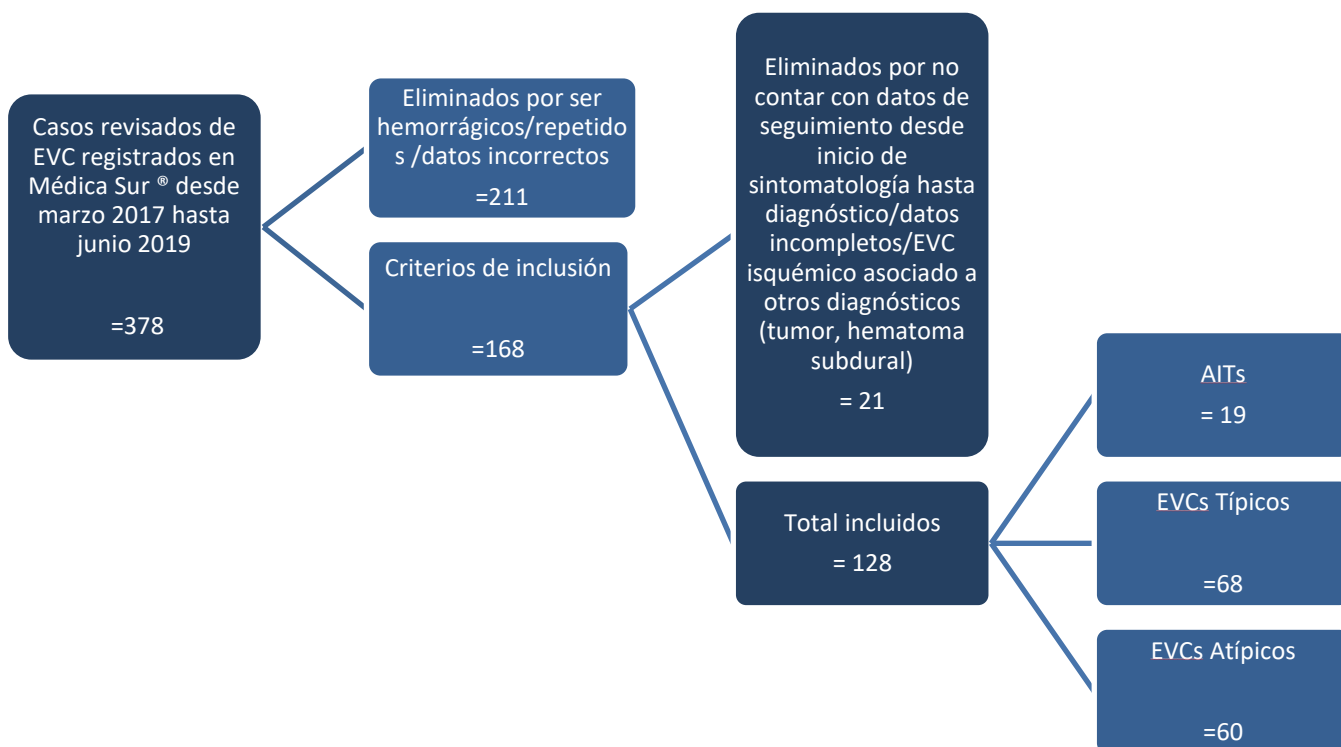 Casos revisados de
EVC registrados en
Médica Sur ® desde
marzo 2017 hasta
junio 2019
=378
Eliminados por ser
hemorrágicos/repetido
s /datos incorrectos
=211
Criterios de inclusión
=168
Eliminados por no
contar con datos de
seguimiento desde
inicio de
sintomatología hasta
diagnóstico/datos
incompletos/EVC
isquémico asociado a
otros diagnósticos
(tumor, hematoma
subdural)
= 21
Total incluidos
= 128
AITs
= 19
EVCs Típicos
=68
EVCs Atípicos
=60